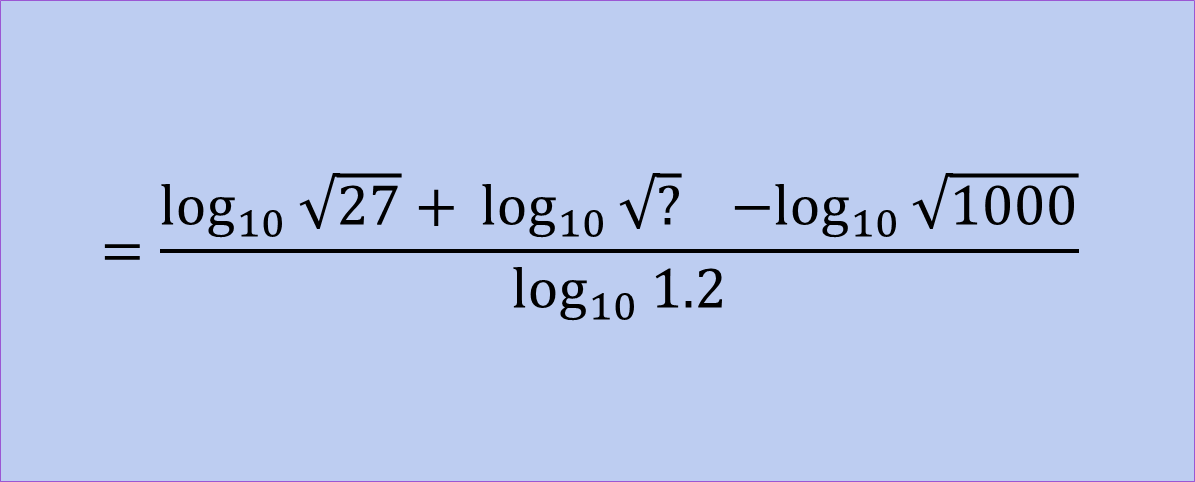 = (log₁₀ √27 + log₁₀ √? −log₁₀ √1000) / (log₁₀ 1.2)